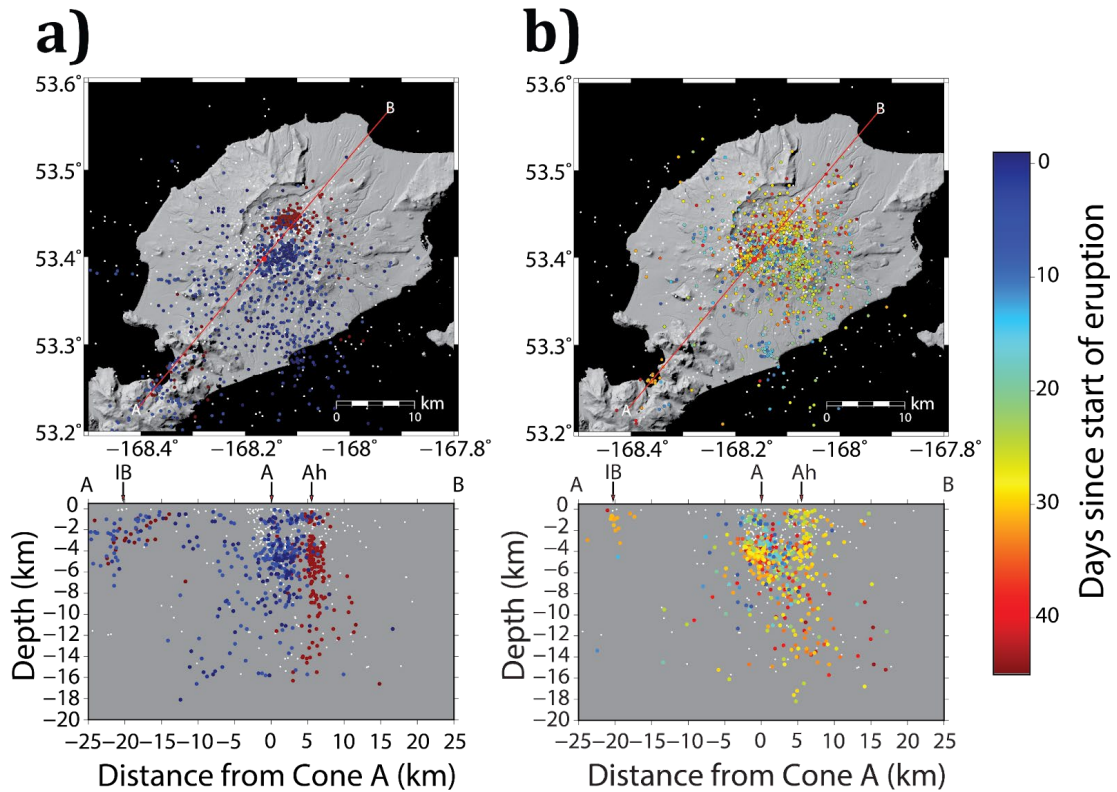 a)
b)
53.6°
53.5°
53.4°
53.3°
53.2°
B
A
0 10
km
−168.4° −168.2° −168° −167.8°
B
A
0 10
km
−168.4° −168.2° −168° −167.8°
53.6°
53.5°
53.4°
53.3°
53.2°
0
10
20
30
40
Days since start of eruption
A IB A Ah B
0
−2
−4
−6
−8
−10
−12
−14
−16
−18
−20
Depth (km)
−25 −20 −15 −10 −5 0 5 10 15 20 25
Distance from Cone A (km)
A IB A Ah B
0
−2
−4
−6
−8
−10
−12
−14
−16
−18
−20
Depth (km)
−25 −20 −15 −10 −5 0 5 10 15 20 25
Distance from Cone A (km)